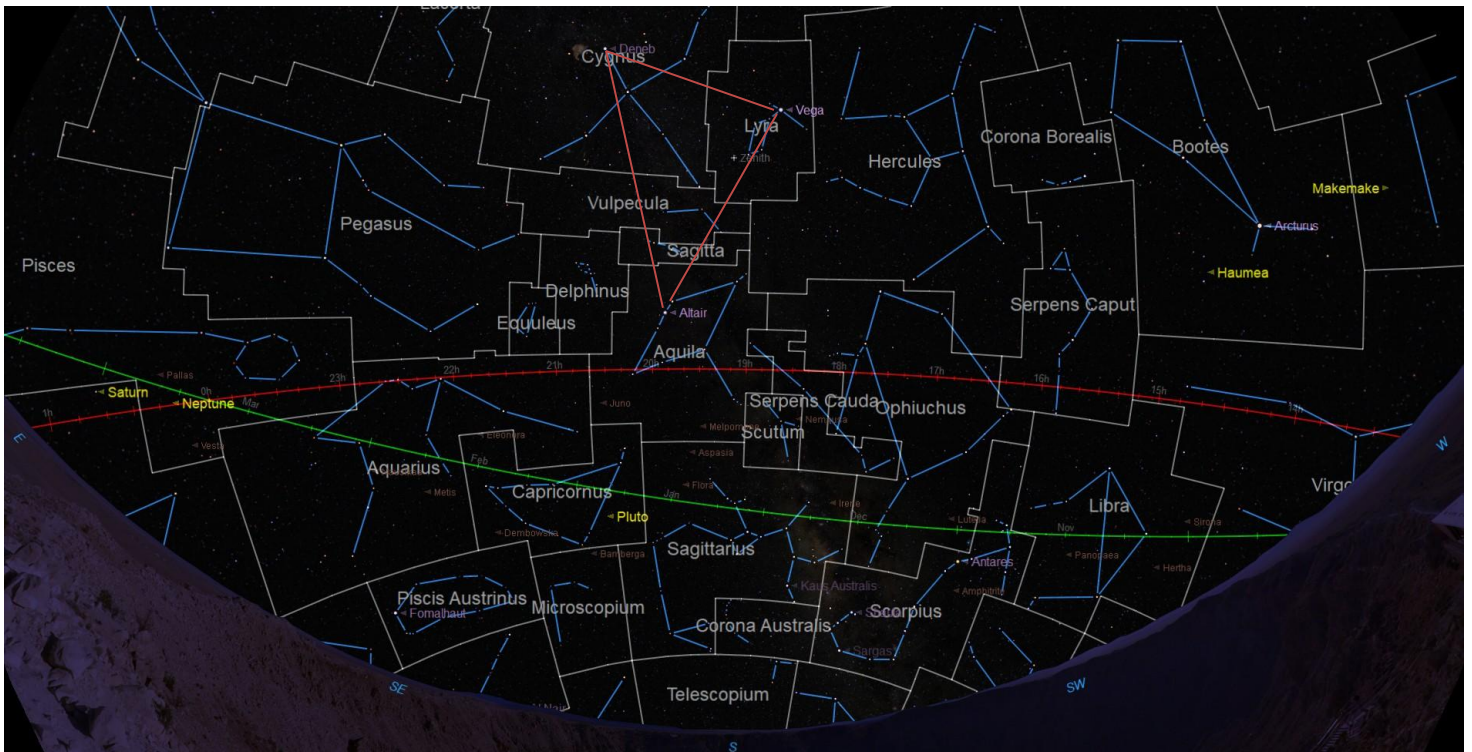 Lacerta
Deneb
Cygnus
Vega
Lyra
Zenith
Corona Borealis
Bootes
Hercules
Makemake
Vulpecula
Pegasus
Arcturus
Sagitta
Pisces
Haumea
Delphinus
Serpens Caput
Altair
Equuleus
Aquila
19h
20h
21h
18h
22h
17h
Pallas
23h
16h
Saturn
0h
15h
Neptune
Mar
Juno
Serpens Cauda
Ophiuchus
14h
1h
Nemausa
Melpomene
Scutum
E
Vesta
Eleonora
W
Aspasia
Feb
Aquarius
Flora
Virgo
Metis
Capricornus
Jan
Irene
Libra
Pluto
Dec
Lutetia
Sirona
Nov
Dembowska
Sagittarius
Bamberga
Panopaea
Antares
Hertha
Kaus Australis
Amphitrite
Piscis Austrinus
Microscopium
Fomalhaut
Scorpius
Corona Australis
Sargas
SE
SW
Telescopium
Nair
S